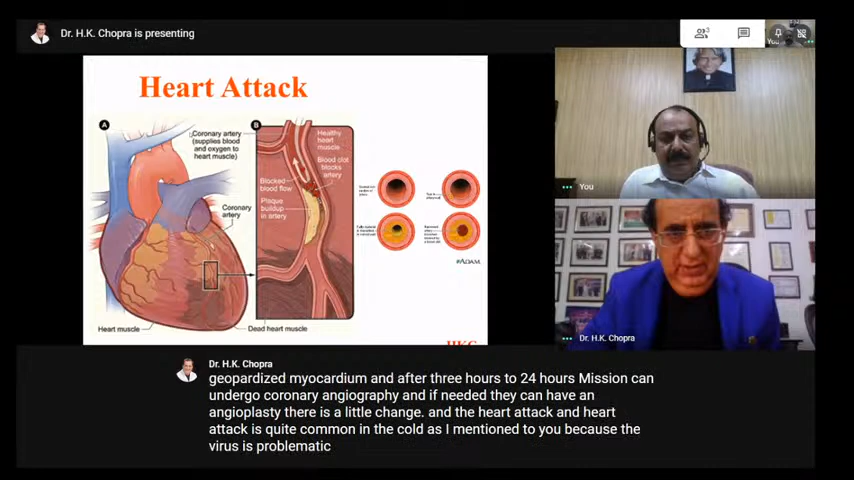 Dr. H.K. Chopra is presenting
3
You
Heart Attack
A
B
Coronary artery
(supplies blood
and oxygen to
heart muscle)
Healthy
heart
muscle
Blood clot
blocks
artery
Blocked
blood flow
Plaque
buildup
in artery
Coronary
artery
Heart muscle
Dead heart muscle
ADAM.
HKC
You
Dr. H.K. Chopra
Dr. H.K. Chopra
geopardized myocardium and after three hours to 24 hours Mission can
undergo coronary angiography and if needed they can have an
angioplasty there is a little change. and the heart attack and heart
attack is quite common in the cold as I mentioned to you because the
virus is problematic